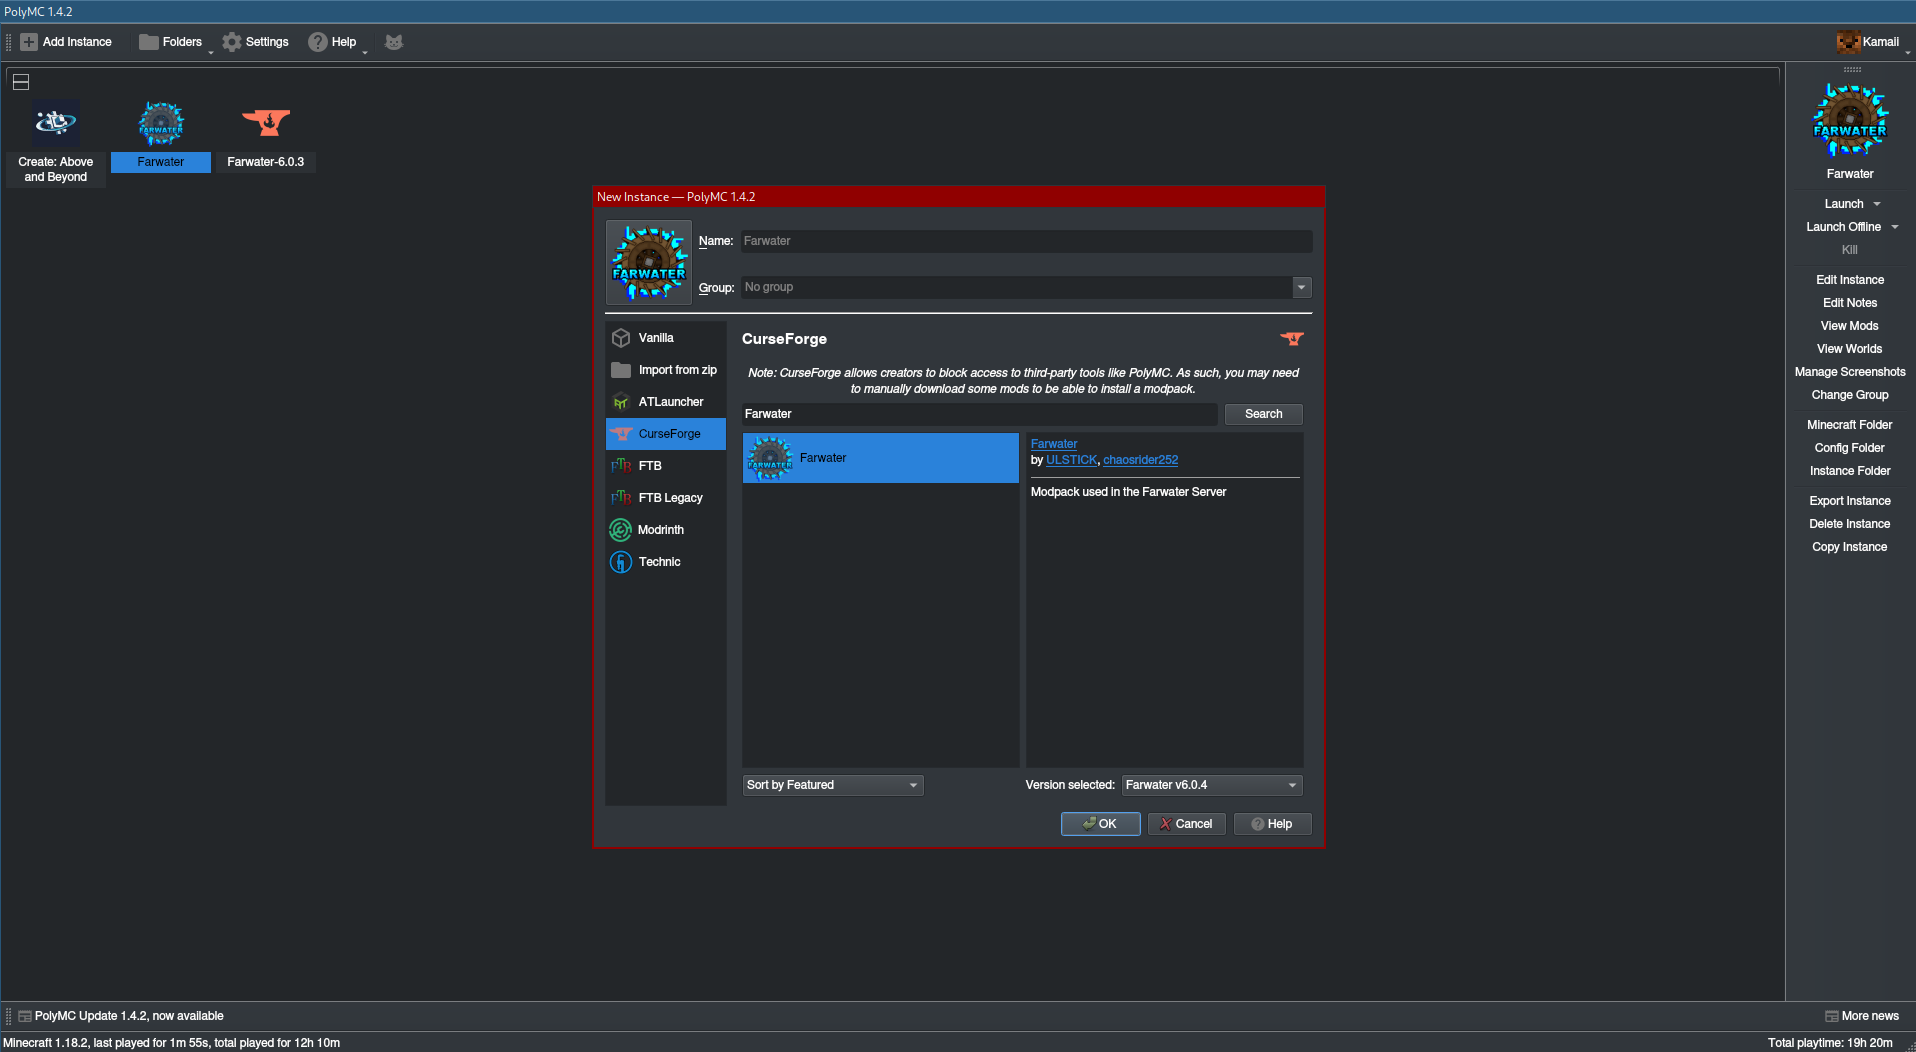 PolyMC 1.4.2
Add Instance
Folders
Settings
Help
Kamaii
FARWATER
Create: Above
and Beyond
Farwater
Farwater-6.0.3
New Instance — PolyMC 1.4.2
FARWATER
Name: Farwater
Group: No group
Vanilla
Import from zip
ATLauncher
CurseForge
FTB
FTB Legacy
Modrinth
Technic
CurseForge
Note: CurseForge allows creators to block access to third-party tools like PolyMC. As such, you may need
to manually download some mods to be able to install a modpack.
Farwater
Search
FARWATER
Farwater
Farwater
by ULSTICK, chaosrider252
Modpack used in the Farwater Server
Sort by Featured
Version selected: Farwater v6.0.4
OK
Cancel
Help
FARWATER
Farwater
Launch
Launch Offline
Kill
Edit Instance
Edit Notes
View Mods
View Worlds
Manage Screenshots
Change Group
Minecraft Folder
Config Folder
Instance Folder
Export Instance
Delete Instance
Copy Instance
PolyMC Update 1.4.2, now available
More news
Minecraft 1.18.2, last played for 1m 55s, total played for 12h 10m
Total playtime: 19h 20m